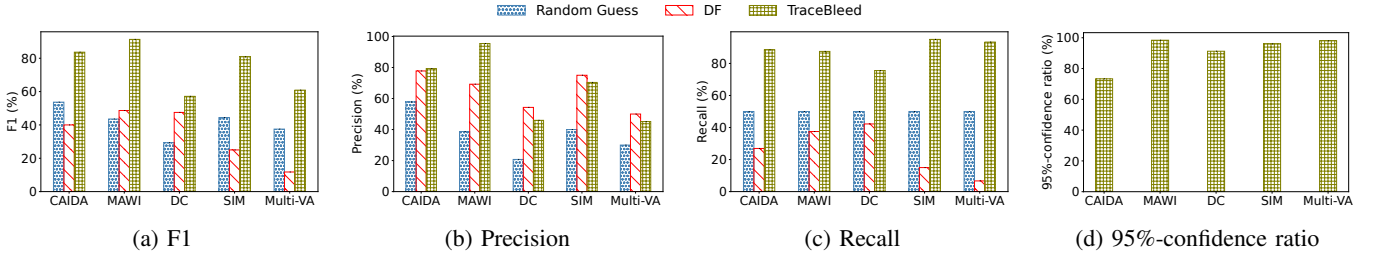 Random Guess DF TraceBleed
F1 (%)
80
60
40
20
0
CAIDA MAWI DC SIM Multi-VA
(a) F1
Precision (%)
100
80
60
40
20
0
CAIDA MAWI DC SIM Multi-VA
(b) Precision
Recall (%)
80
60
40
20
0
CAIDA MAWI DC SIM Multi-VA
(c) Recall
95%-confidence ratio (%)
100
80
60
40
20
0
CAIDA MAWI DC SIM Multi-VA
(d) 95%-confidence ratio